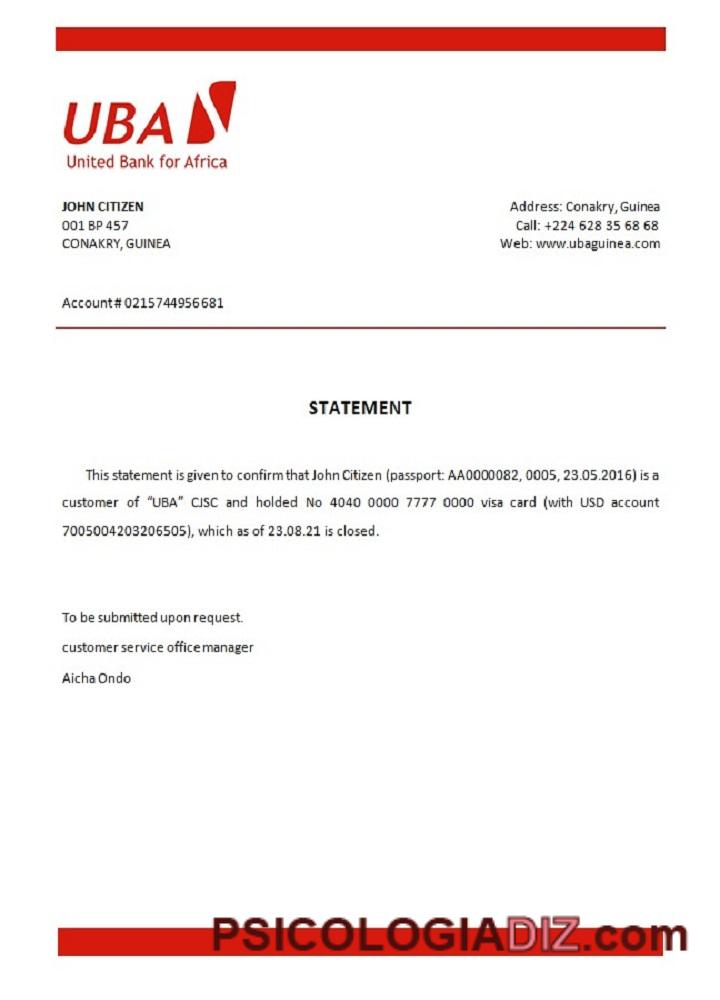 UBA
United Bank for Africa
JOHN CITIZEN
001 BP 457
CONAKRY, GUINEA
Address: Conakry, Guinea
Call: +224 628 35 68 68
Web: www.ubaguinea.com
Account# 0215744956681
STATEMENT
This statement is given to confirm that John Citizen (passport: AA0000082, 0005, 23.05.2016) is a
customer of “UBA” CJSC and holded No 4040 0000 7777 0000 visa card (with USD account
7005004203206505), which as of 23.08.21 is closed.
To be submitted upon request.
customer service office manager
Aicha Ondo
PSICOLOGIADIZ.com